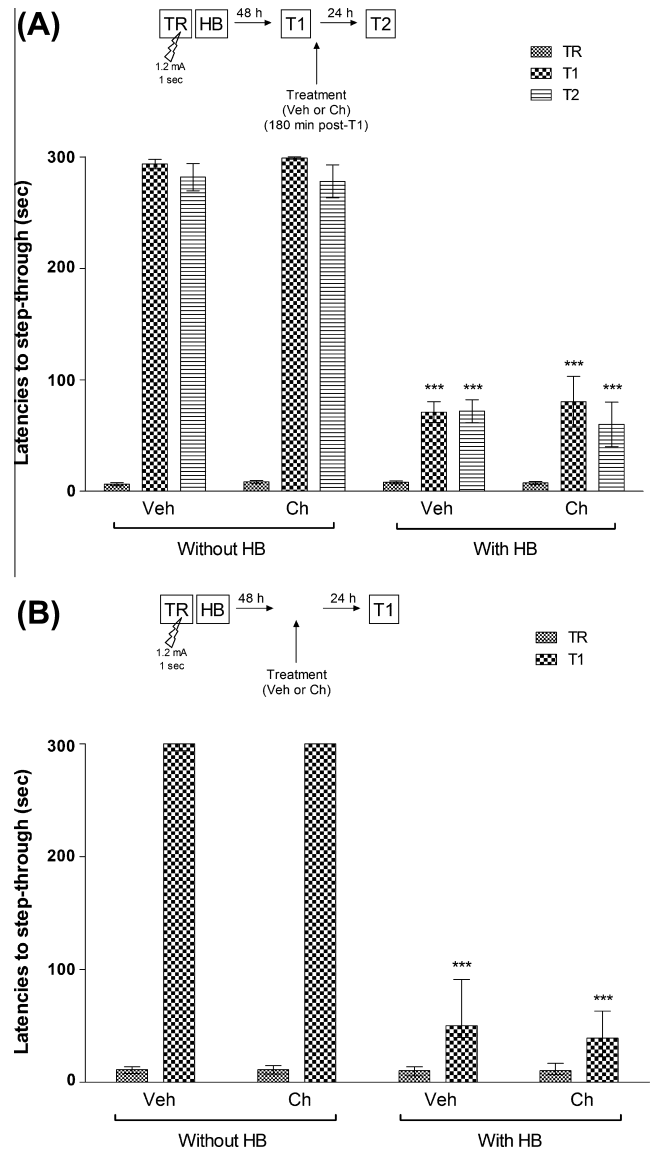 (A)
TR HB 48 h T1 24 h T2
1.2 mA
1 sec
Treatment
(Veh or Ch)
(180 min post-T1)
TR
T1
T2
Latencies to step-through (sec)
300
200
100
0
*** *** *** ***
Veh Ch Veh Ch
Without HB With HB
(B)
TR HB 48 h 24 h T1
1.2 mA
1 sec
Treatment
(Veh or Ch)
TR
T1
Latencies to step-through (sec)
300
200
100
0
*** ***
Veh Ch Veh Ch
Without HB With HB